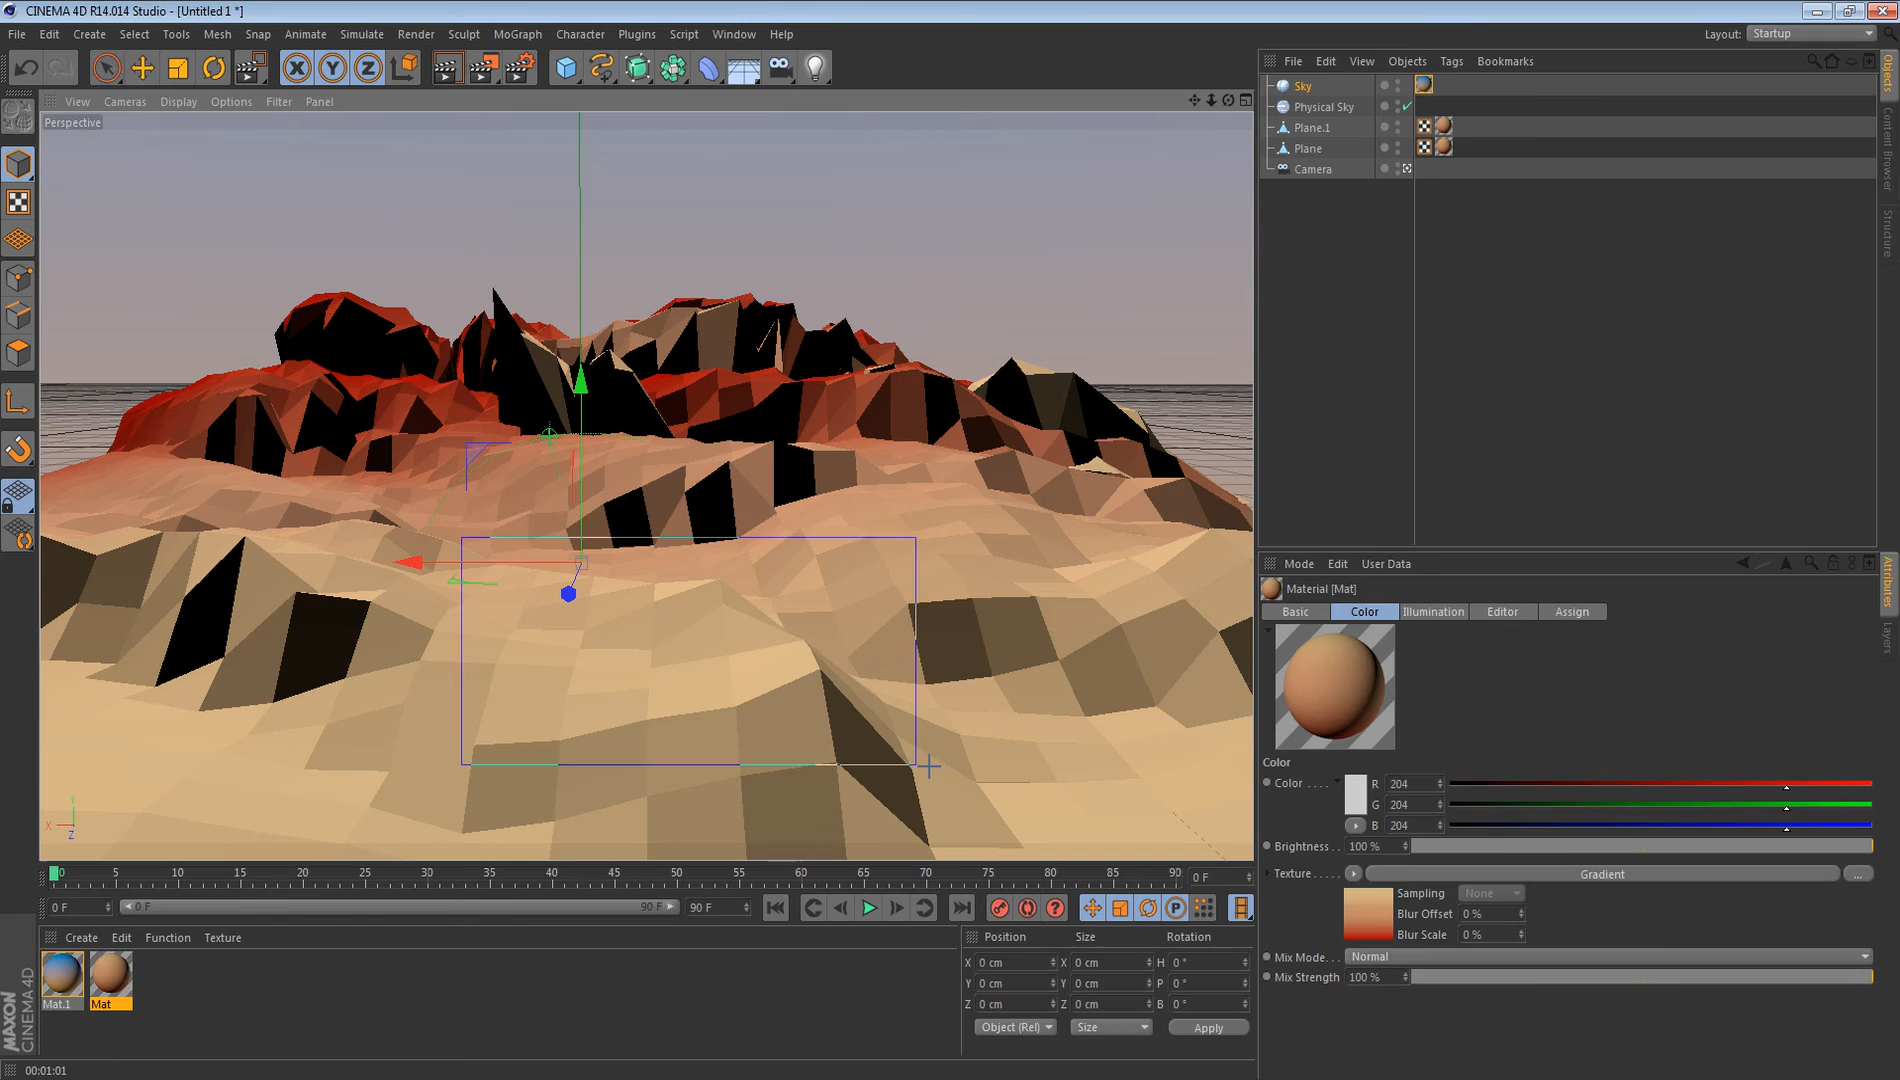 CINEMA 4D R14.014 Studio - [Untitled 1 *]
File Edit Create Select Tools Mesh Snap Animate Simulate Render Sculpt MoGraph Character Plugins Script Window Help
Layout: Startup
X Y Z
View Cameras Display Options Filter Panel
Perspective
File Edit View Objects Tags Bookmarks
Sky
Physical Sky
Plane.1
Plane
Camera
Objects
Content Browser
Structure
Mode Edit User Data
Material [Mat]
Basic Color Illumination Editor Assign
Attributes
Layers
Color
Color . . . . R 204
G 204
B 204
Brightness . . 100 %
Texture . . . . . Gradient ...
Sampling None
Blur Offset 0 %
Blur Scale 0 %
Mix Mode. . . Normal
Mix Strength 100 %
Y
X
Z
0 5 10 15 20 25 30 35 40 45 50 55 60 65 70 75 80 85 90 0 F
0 F 0 F 90 F 90 F
? P
Create Edit Function Texture
Mat.1 Mat
Position Size Rotation
X 0 cm X 0 cm H 0 °
Y 0 cm Y 0 cm P 0 °
Z 0 cm Z 0 cm B 0 °
Object (Rel) Size Apply
MAXON
CINEMA 4D
00:01:01